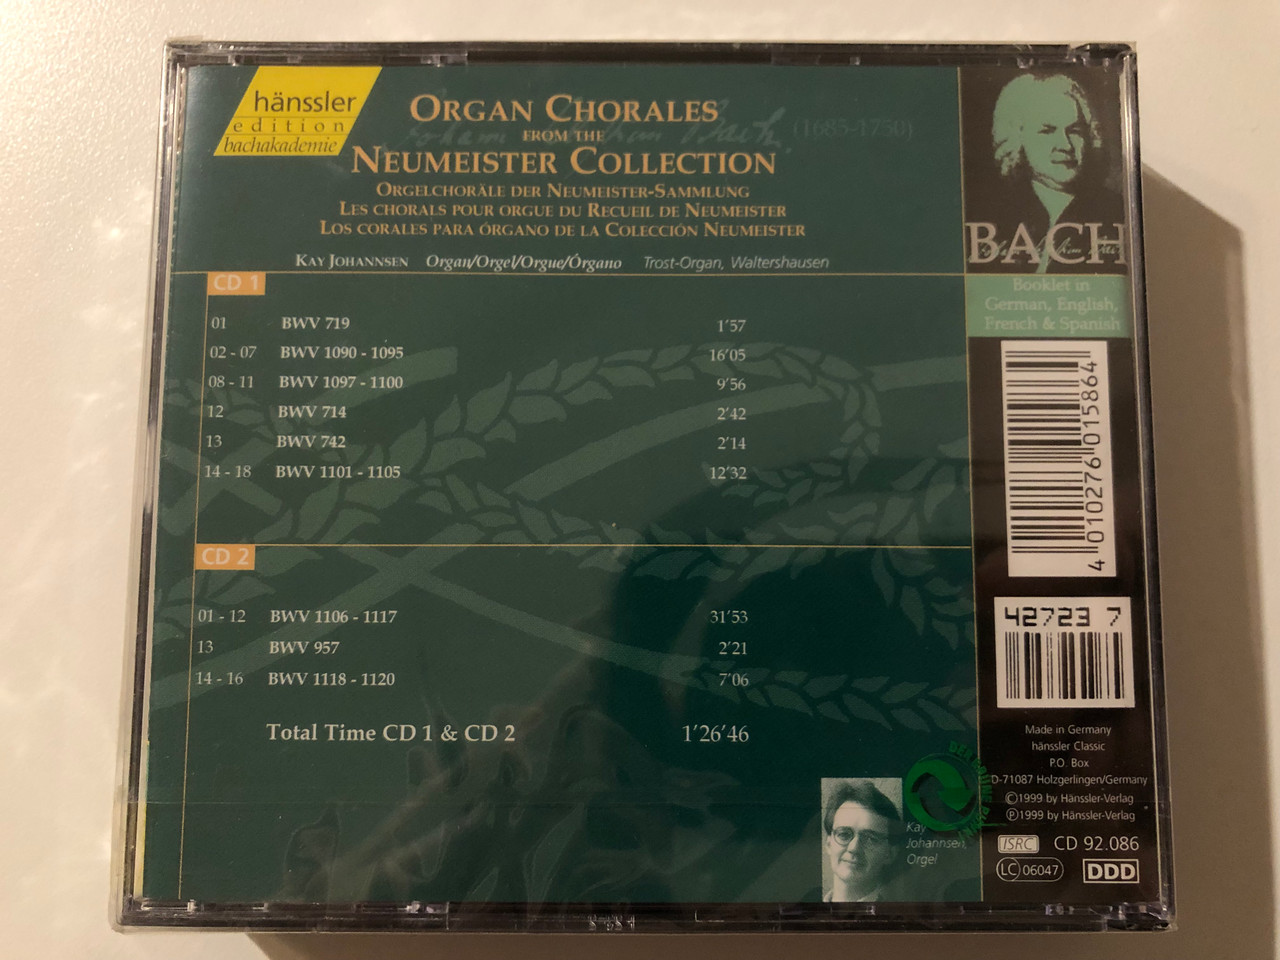 hänssler
edition
bachakademie
ORGAN CHORALES
FROM THE
NEUMEISTER COLLECTION
(1685-1750)
ORGELCHORÄLE DER NEUMEISTER-SAMMLUNG
LES CHORALS POUR ORGUE DU RECUEIL DE NEUMEISTER
LOS CORALES PARA ÓRGANO DE LA COLECCIÓN NEUMEISTER
KAY JOHANNSEN Organ/Orgel/Orgue/Órgano Trost-Organ, Waltershausen
CD 1
01 BWV 719 1'57
02 - 07 BWV 1090 - 1095 16'05
08 - 11 BWV 1097 - 1100 9'56
12 BWV 714 2'42
13 BWV 742 2'14
14 - 18 BWV 1101 - 1105 12'32
CD 2
01 - 12 BWV 1106 - 1117 31'53
13 BWV 957 2'21
14 - 16 BWV 1118 - 1120 7'06
Total Time CD 1 & CD 2 1'26'46
Kay
Johannsen,
Orgel
BACH
Booklet in
German, English,
French & Spanish
4 010276 015864
42723 7
Made in Germany
hänssler Classic
P.O. Box
D-71087 Holzgerlingen/Germany
©1999 by Hänssler-Verlag
℗1999 by Hänssler-Verlag
ISRC CD 92.086
LC 06047 DDD